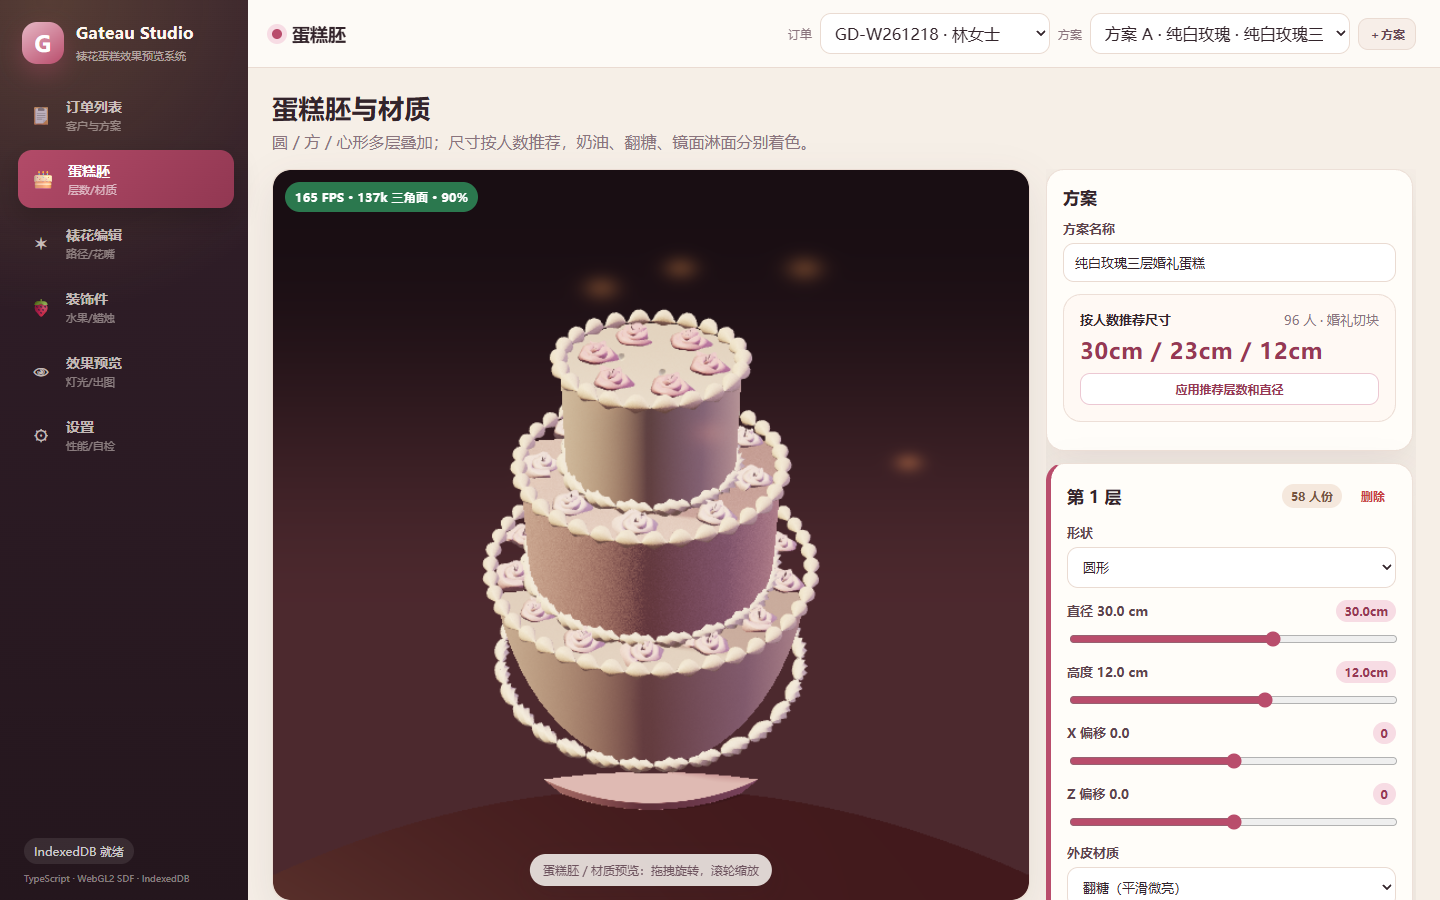 G
Gateau Studio
裱花蛋糕效果预览系统
订单列表
客户与方案
蛋糕胚
层数/材质
裱花编辑
路径/花嘴
装饰件
水果/蜡烛
效果预览
灯光/出图
设置
性能/自检
IndexedDB 就绪
TypeScript · WebGL2 SDF · IndexedDB
蛋糕胚
订单
GD-W261218 · 林女士
方案
方案 A · 纯白玫瑰 · 纯白玫瑰三
+ 方案
蛋糕胚与材质
圆 / 方 / 心形多层叠加；尺寸按人数推荐，奶油、翻糖、镜面淋面分别着色。
165 FPS • 137k 三角面 • 90%
蛋糕胚 / 材质预览：拖拽旋转，滚轮缩放
方案
方案名称
纯白玫瑰三层婚礼蛋糕
按人数推荐尺寸
96 人 · 婚礼切块
30cm / 23cm / 12cm
应用推荐层数和直径
第 1 层
58 人份
删除
形状
圆形
直径 30.0 cm
30.0cm
高度 12.0 cm
12.0cm
X 偏移 0.0
0
Z 偏移 0.0
0
外皮材质
翻糖（平滑微亮）